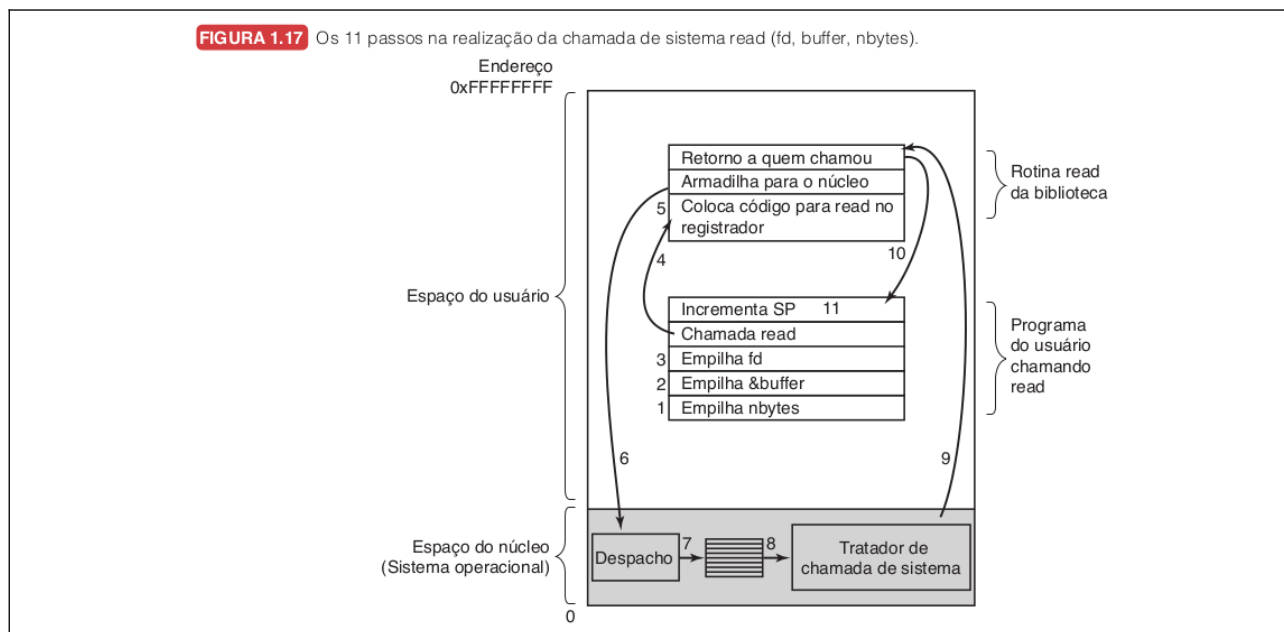 FIGURA 1.17 Os 11 passos na realização da chamada de sistema read (fd, buffer, nbytes).
Endereço
0xFFFFFFFF
Retorno a quem chamou
Armadilha para o núcleo
5 Coloca código para read no
registrador
Rotina read
da biblioteca
4
10
Espaço do usuário
Incrementa SP 11
Chamada read
3 Empilha fd
2 Empilha &buffer
1 Empilha nbytes
Programa
do usuário
chamando
read
6
9
Espaço do núcleo
(Sistema operacional)
Despacho
7
8
Tratador de
chamada de sistema
0